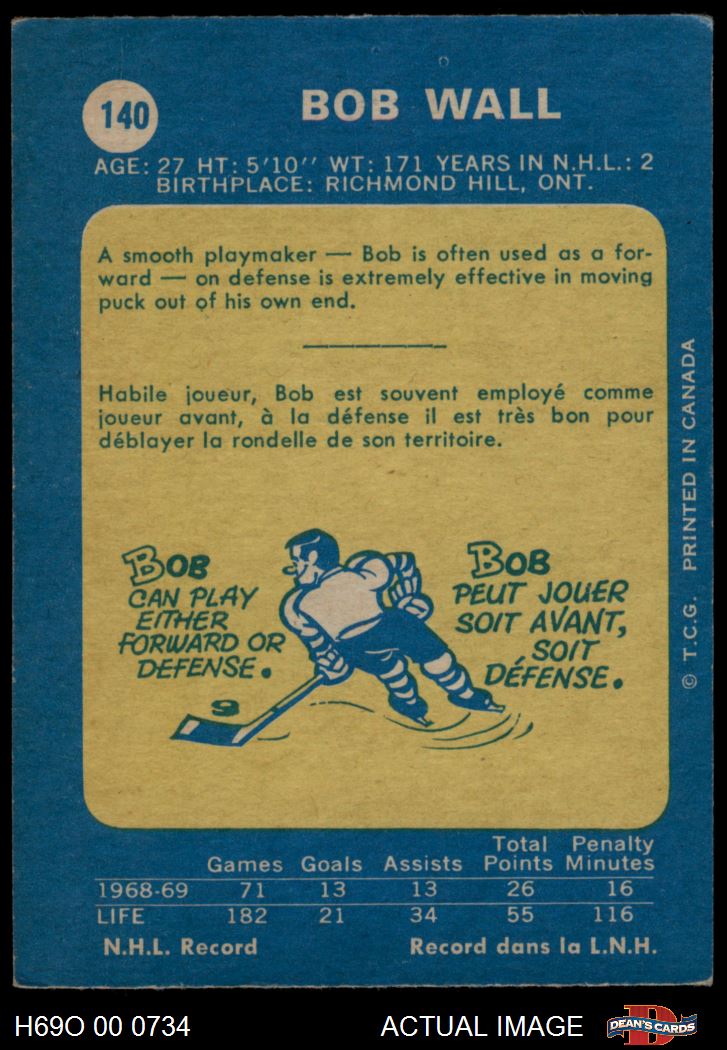 140
BOB WALL
AGE: 27 HT: 5'10'' WT: 171 YEARS IN N.H.L.: 2
BIRTHPLACE: RICHMOND HILL, ONT.
A smooth playmaker — Bob is often used as a for-
ward — on defense is extremely effective in moving
puck out of his own end.
Habile joueur, Bob est souvent employé comme
joueur avant, à la défense il est très bon pour
déblayer la rondelle de son territoire.
BOB
CAN PLAY
EITHER
FORWARD OR
DEFENSE.
BOB
PEUT JOUER
SOIT AVANT,
SOIT
DÉFENSE.
9
© T.C.G. PRINTED IN CANADA
Total Penalty
Games Goals Assists Points Minutes
1968-69 71 13 13 26 16
LIFE 182 21 34 55 116
N.H.L. Record Record dans la L.N.H.
H69O 00 0734 ACTUAL IMAGE
D
DEAN'S CARDS